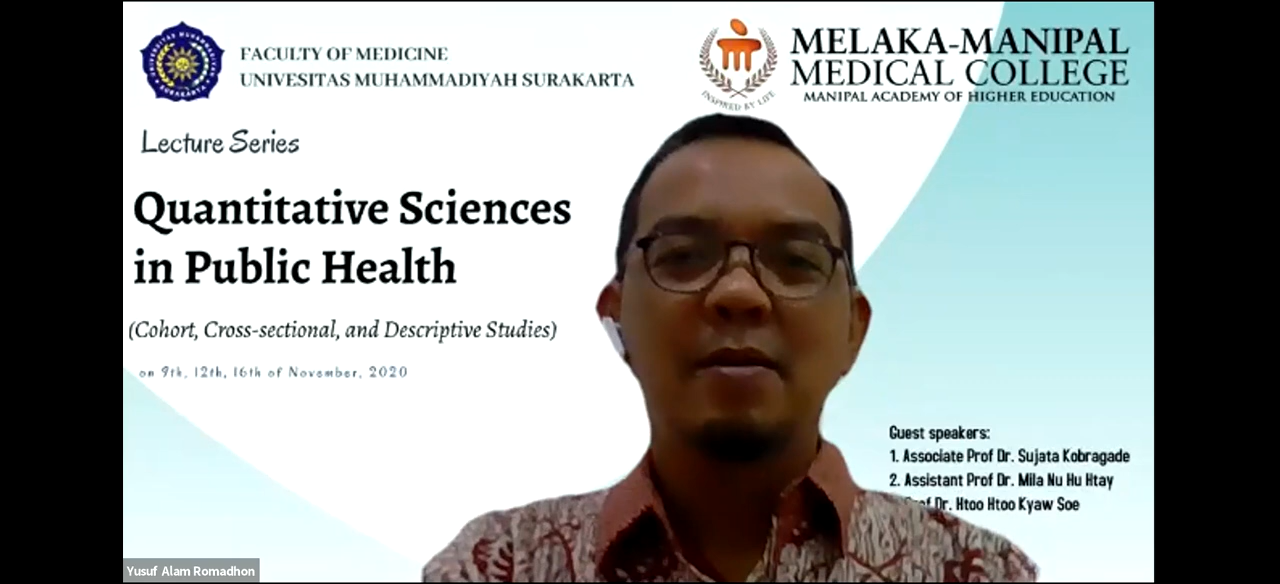 FACULTY OF MEDICINE
UNIVESITAS MUHAMMADIYAH SURAKARTA
MELAKA-MANIPAL
MEDICAL COLLEGE
MANIPAL ACADEMY OF HIGHER EDUCATION
INSPIRED BY LIFE
Lecture Series
Quantitative Sciences
in Public Health
(Cohort, Cross-sectional, and Descriptive Studies)
on 9th, 12th, 16th of November, 2020
Guest speakers:
1. Associate Prof Dr. Sujata Kobragade
2. Assistant Prof Dr. Mila Nu Hu Htay
Dr. Htoo Htoo Kyaw Soe
Yusuf Alam Romadhon